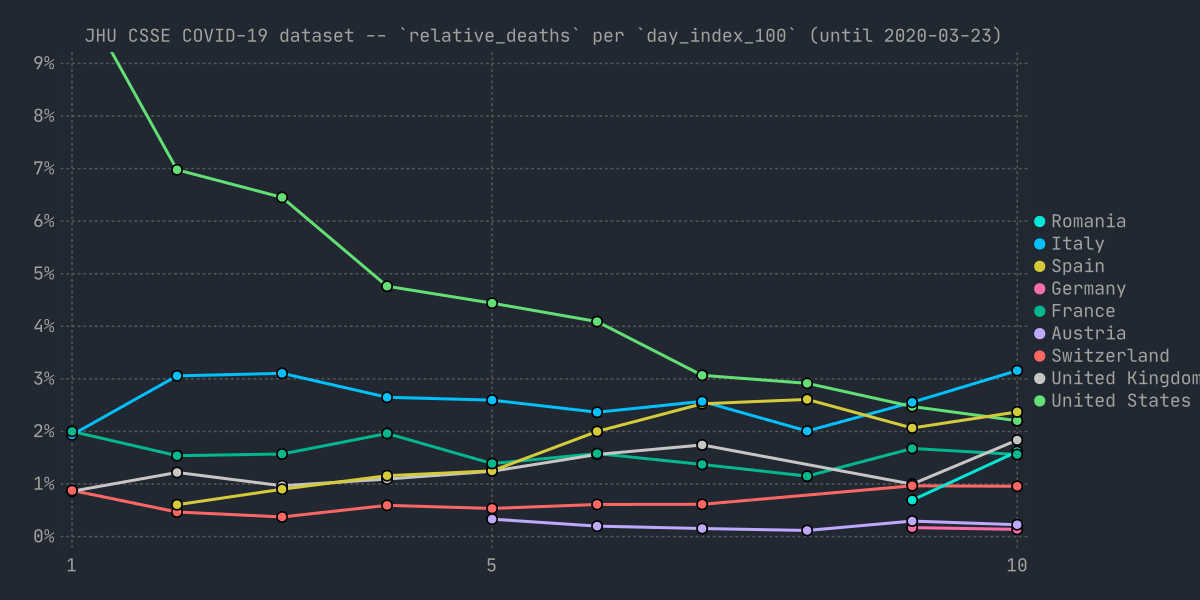 JHU CSSE COVID-19 dataset -- `relative_deaths` per `day_index_100` (until 2020-03-23)
9%
8%
7%
6%
5%
4%
3%
2%
1%
0%
1
5
10
Romania
Italy
Spain
Germany
France
Austria
Switzerland
United Kingdom
United States